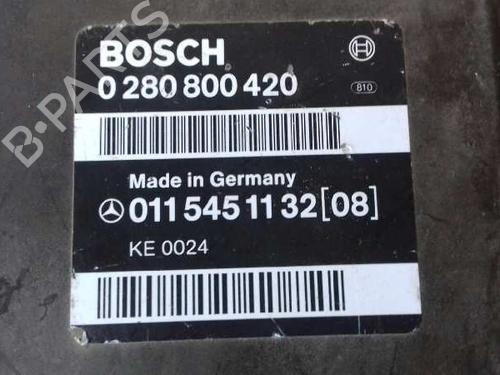 BOSCH
0 280 800 420
810
Made in Germany
011 545 11 32 [08]
KE 0024
B-PARTS